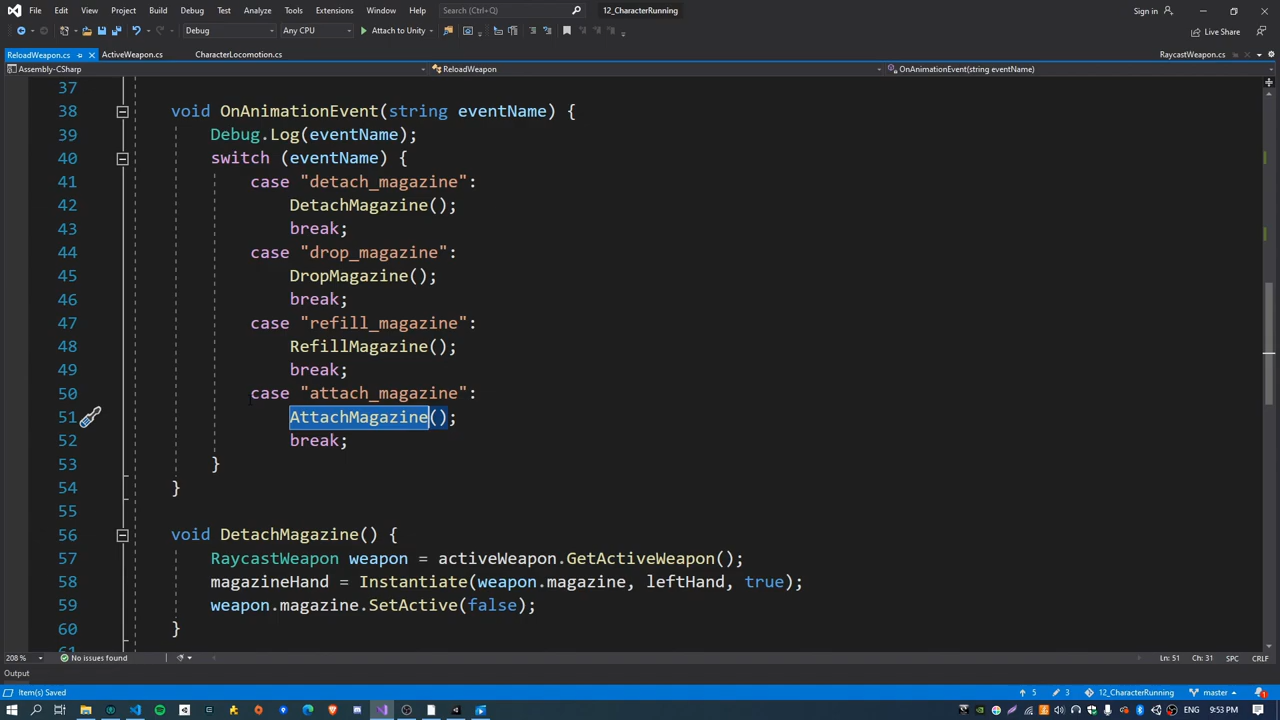 File Edit View Git Project Build Debug Test Analyze Tools Extensions Window Help Search (Ctrl+Q) 12_CharacterRunning Sign in
Debug Any CPU Attach to Unity Live Share
ReloadWeapon.cs ActiveWeapon.cs CharacterLocomotion.cs RaycastWeapon.cs
Assembly-CSharp ReloadWeapon OnAnimationEvent(string eventName)
37
38 void OnAnimationEvent(string eventName) {
39 Debug.Log(eventName);
40 switch (eventName) {
41 case "detach_magazine":
42 DetachMagazine();
43 break;
44 case "drop_magazine":
45 DropMagazine();
46 break;
47 case "refill_magazine":
48 RefillMagazine();
49 break;
50 case "attach_magazine":
51 AttachMagazine();
52 break;
53 }
54 }
55
56 void DetachMagazine() {
57 RaycastWeapon weapon = activeWeapon.GetActiveWeapon();
58 magazineHand = Instantiate(weapon.magazine, leftHand, true);
59 weapon.magazine.SetActive(false);
60 }
208 % No issues found Ln: 51 Ch: 31 SPC CRLF
Output
Item(s) Saved 5 3 12_CharacterRunning master
9:53 PM